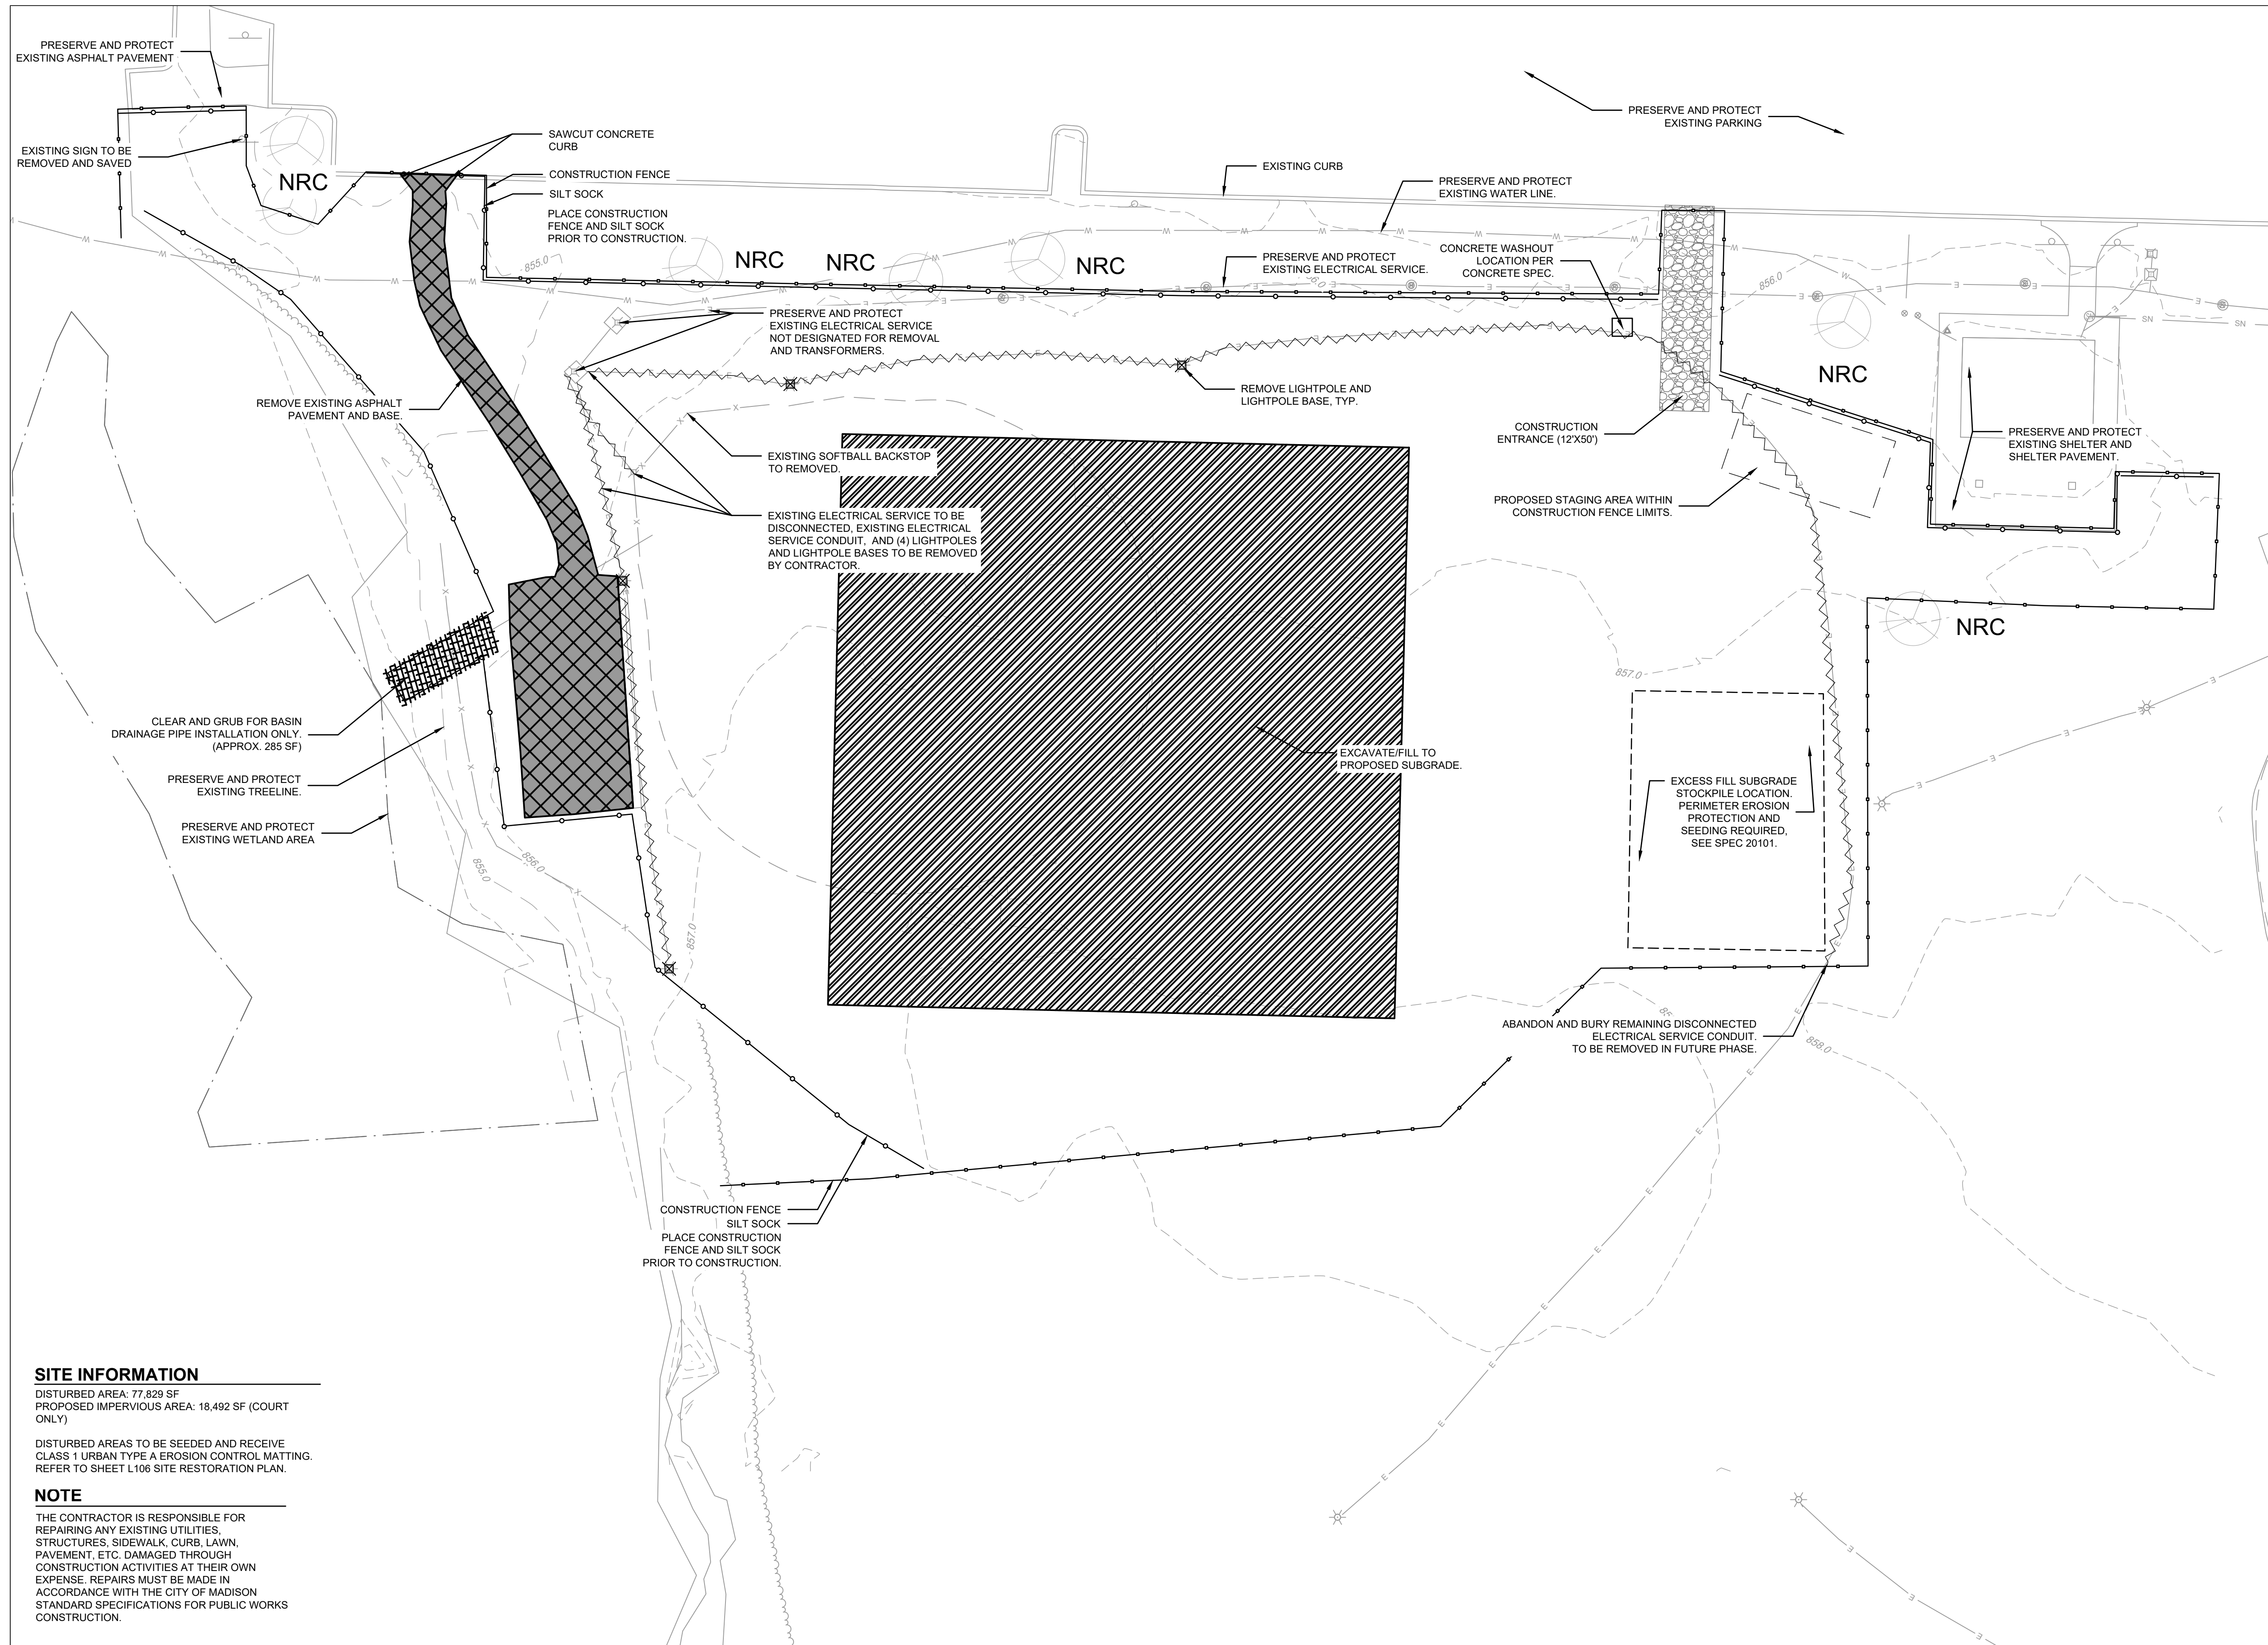 PRESERVE AND PROTECT
EXISTING ASPHALT PAVEMENT
EXISTING SIGN TO BE
REMOVED AND SAVED
NRC
SAWCUT CONCRETE
CURB
CONSTRUCTION FENCE
SILT SOCK
PLACE CONSTRUCTION
FENCE AND SILT SOCK
PRIOR TO CONSTRUCTION.
855.0
NRC
NRC
NRC
EXISTING CURB
PRESERVE AND PROTECT
EXISTING PARKING
PRESERVE AND PROTECT
EXISTING WATER LINE.
PRESERVE AND PROTECT
EXISTING ELECTRICAL SERVICE.
CONCRETE WASHOUT
LOCATION PER
CONCRETE SPEC.
856.0
PRESERVE AND PROTECT
EXISTING ELECTRICAL SERVICE
NOT DESIGNATED FOR REMOVAL
AND TRANSFORMERS.
REMOVE LIGHTPOLE AND
LIGHTPOLE BASE, TYP.
NRC
REMOVE EXISTING ASPHALT
PAVEMENT AND BASE.
CONSTRUCTION
ENTRANCE (12'X50')
PRESERVE AND PROTECT
EXISTING SHELTER AND
SHELTER PAVEMENT.
EXISTING SOFTBALL BACKSTOP
TO REMOVED.
PROPOSED STAGING AREA WITHIN
CONSTRUCTION FENCE LIMITS.
EXISTING ELECTRICAL SERVICE TO BE
DISCONNECTED, EXISTING ELECTRICAL
SERVICE CONDUIT, AND (4) LIGHTPOLES
AND LIGHTPOLE BASES TO BE REMOVED
BY CONTRACTOR.
NRC
857.0
CLEAR AND GRUB FOR BASIN
DRAINAGE PIPE INSTALLATION ONLY.
(APPROX. 285 SF)
PRESERVE AND PROTECT
EXISTING TREELINE.
PRESERVE AND PROTECT
EXISTING WETLAND AREA
EXCAVATE/FILL TO
PROPOSED SUBGRADE.
EXCESS FILL SUBGRADE
STOCKPILE LOCATION.
PERIMETER EROSION
PROTECTION AND
SEEDING REQUIRED,
SEE SPEC 20101.
856.0
855.0
857.0
ABANDON AND BURY REMAINING DISCONNECTED
ELECTRICAL SERVICE CONDUIT.
TO BE REMOVED IN FUTURE PHASE.
858.0
CONSTRUCTION FENCE
SILT SOCK
PLACE CONSTRUCTION
FENCE AND SILT SOCK
PRIOR TO CONSTRUCTION.
SITE INFORMATION
DISTURBED AREA: 77,829 SF
PROPOSED IMPERVIOUS AREA: 18,492 SF (COURT
ONLY)
DISTURBED AREAS TO BE SEEDED AND RECEIVE
CLASS 1 URBAN TYPE A EROSION CONTROL MATTING.
REFER TO SHEET L106 SITE RESTORATION PLAN.
NOTE
THE CONTRACTOR IS RESPONSIBLE FOR
REPAIRING ANY EXISTING UTILITIES,
STRUCTURES, SIDEWALK, CURB, LAWN,
PAVEMENT, ETC. DAMAGED THROUGH
CONSTRUCTION ACTIVITIES AT THEIR OWN
EXPENSE. REPAIRS MUST BE MADE IN
ACCORDANCE WITH THE CITY OF MADISON
STANDARD SPECIFICATIONS FOR PUBLIC WORKS
CONSTRUCTION.